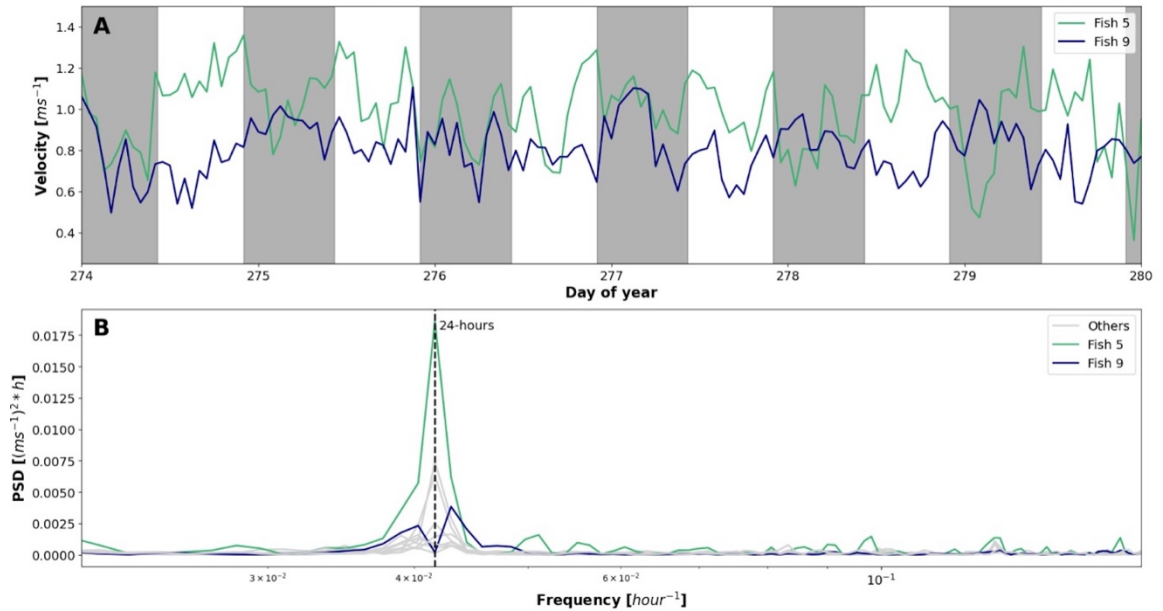 A
Fish 5
Fish 9
Velocity [ms⁻¹]
1.4
1.2
1.0
0.8
0.6
0.4
274 275 276 277 278 279 280
Day of year
B
24-hours
Others
Fish 5
Fish 9
PSD [(ms⁻¹)² * h]
0.0175
0.0150
0.0125
0.0100
0.0075
0.0050
0.0025
0.0000
3 × 10⁻² 4 × 10⁻² 6 × 10⁻² 10⁻¹
Frequency [hour⁻¹]